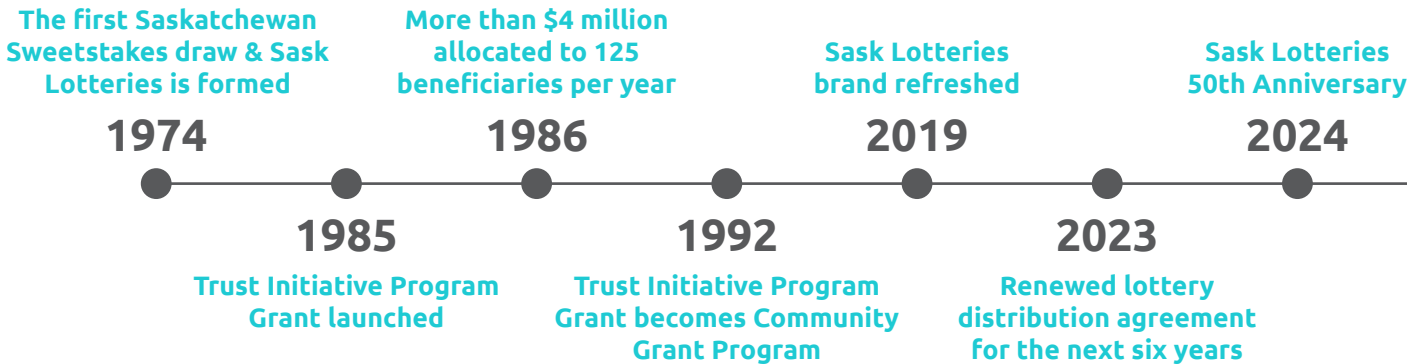 The first Saskatchewan
Sweetstakes draw & Sask
Lotteries is formed
1974
More than $4 million
allocated to 125
beneficiaries per year
1986
Sask Lotteries
brand refreshed
2019
Sask Lotteries
50th Anniversary
2024
1985
Trust Initiative Program
Grant launched
1992
Trust Initiative Program
Grant becomes Community
Grant Program
2023
Renewed lottery
distribution agreement
for the next six years